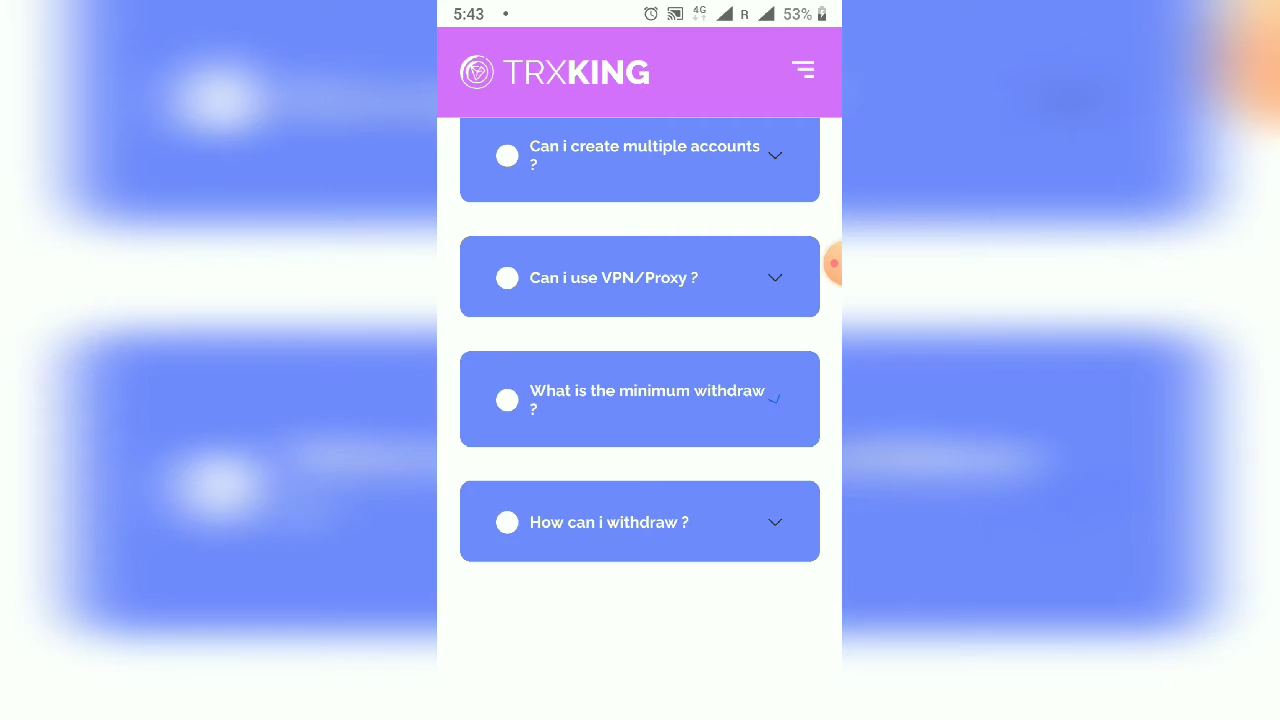 5:43
4G
R
53%
TRXKING
Can i create multiple accounts
?
Can i use VPN/Proxy ?
What is the minimum withdraw
?
How can i withdraw ?